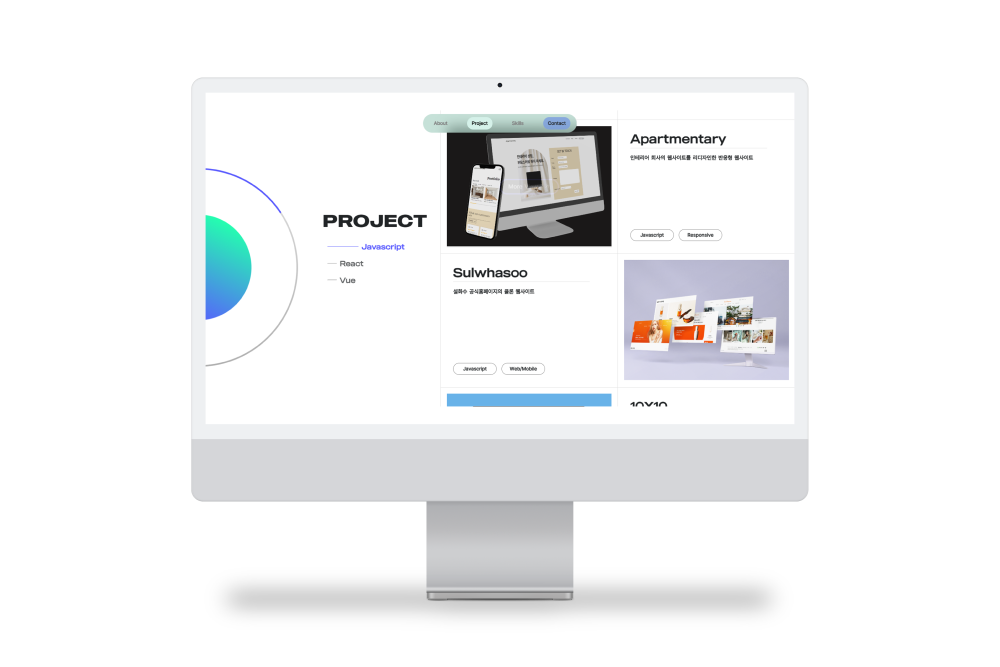 About
Project
Skills
Contact
PROJECT
Javascript
React
Vue
Apartmentary
인테리어 회사의 웹사이트를 리디자인한 반응형 웹사이트
Javascript
Responsive
Sulwhasoo
설화수 공식홈페이지의 클론 웹사이트
Javascript
Web/Mobile
10X10